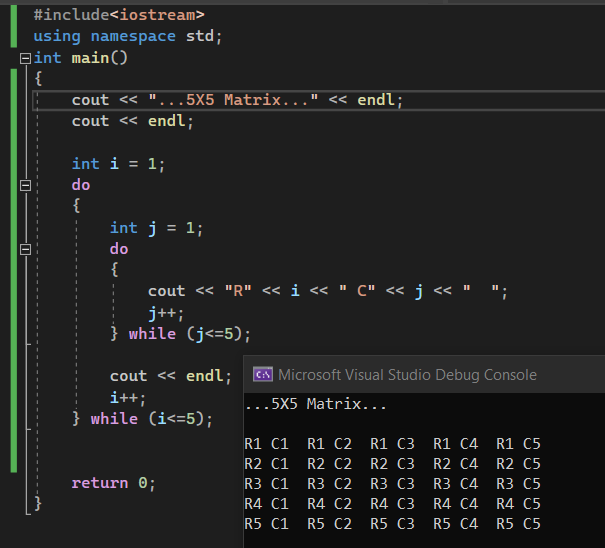 #include<iostream>
using namespace std;
int main()
{
cout << "...5X5 Matrix..." << endl;
cout << endl;
int i = 1;
do
{
int j = 1;
do
{
cout << "R" << i << " C" << j << "  ";
j++;
} while (j<=5);
cout << endl;
i++;
} while (i<=5);
return 0;
}
C:\ Microsoft Visual Studio Debug Console
...5X5 Matrix...
R1 C1  R1 C2  R1 C3  R1 C4  R1 C5
R2 C1  R2 C2  R2 C3  R2 C4  R2 C5
R3 C1  R3 C2  R3 C3  R3 C4  R3 C5
R4 C1  R4 C2  R4 C3  R4 C4  R4 C5
R5 C1  R5 C2  R5 C3  R5 C4  R5 C5